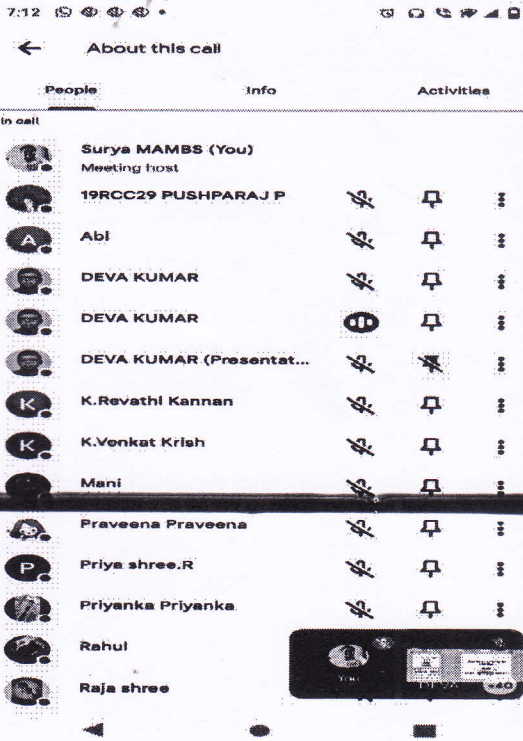 7:12
About this call
People Info Activities
In call
Surya MAMBS (You)
Meeting host
19RCC29 PUSHPARAJ P
A Abi
DEVA KUMAR
DEVA KUMAR
DEVA KUMAR (Presentat...
K K.Revathi Kannan
K K.Venkat Krish
Mani
Praveena Praveena
P Priya shree.R
Priyanka Priyanka
Rahul
Raja shree
You
+40